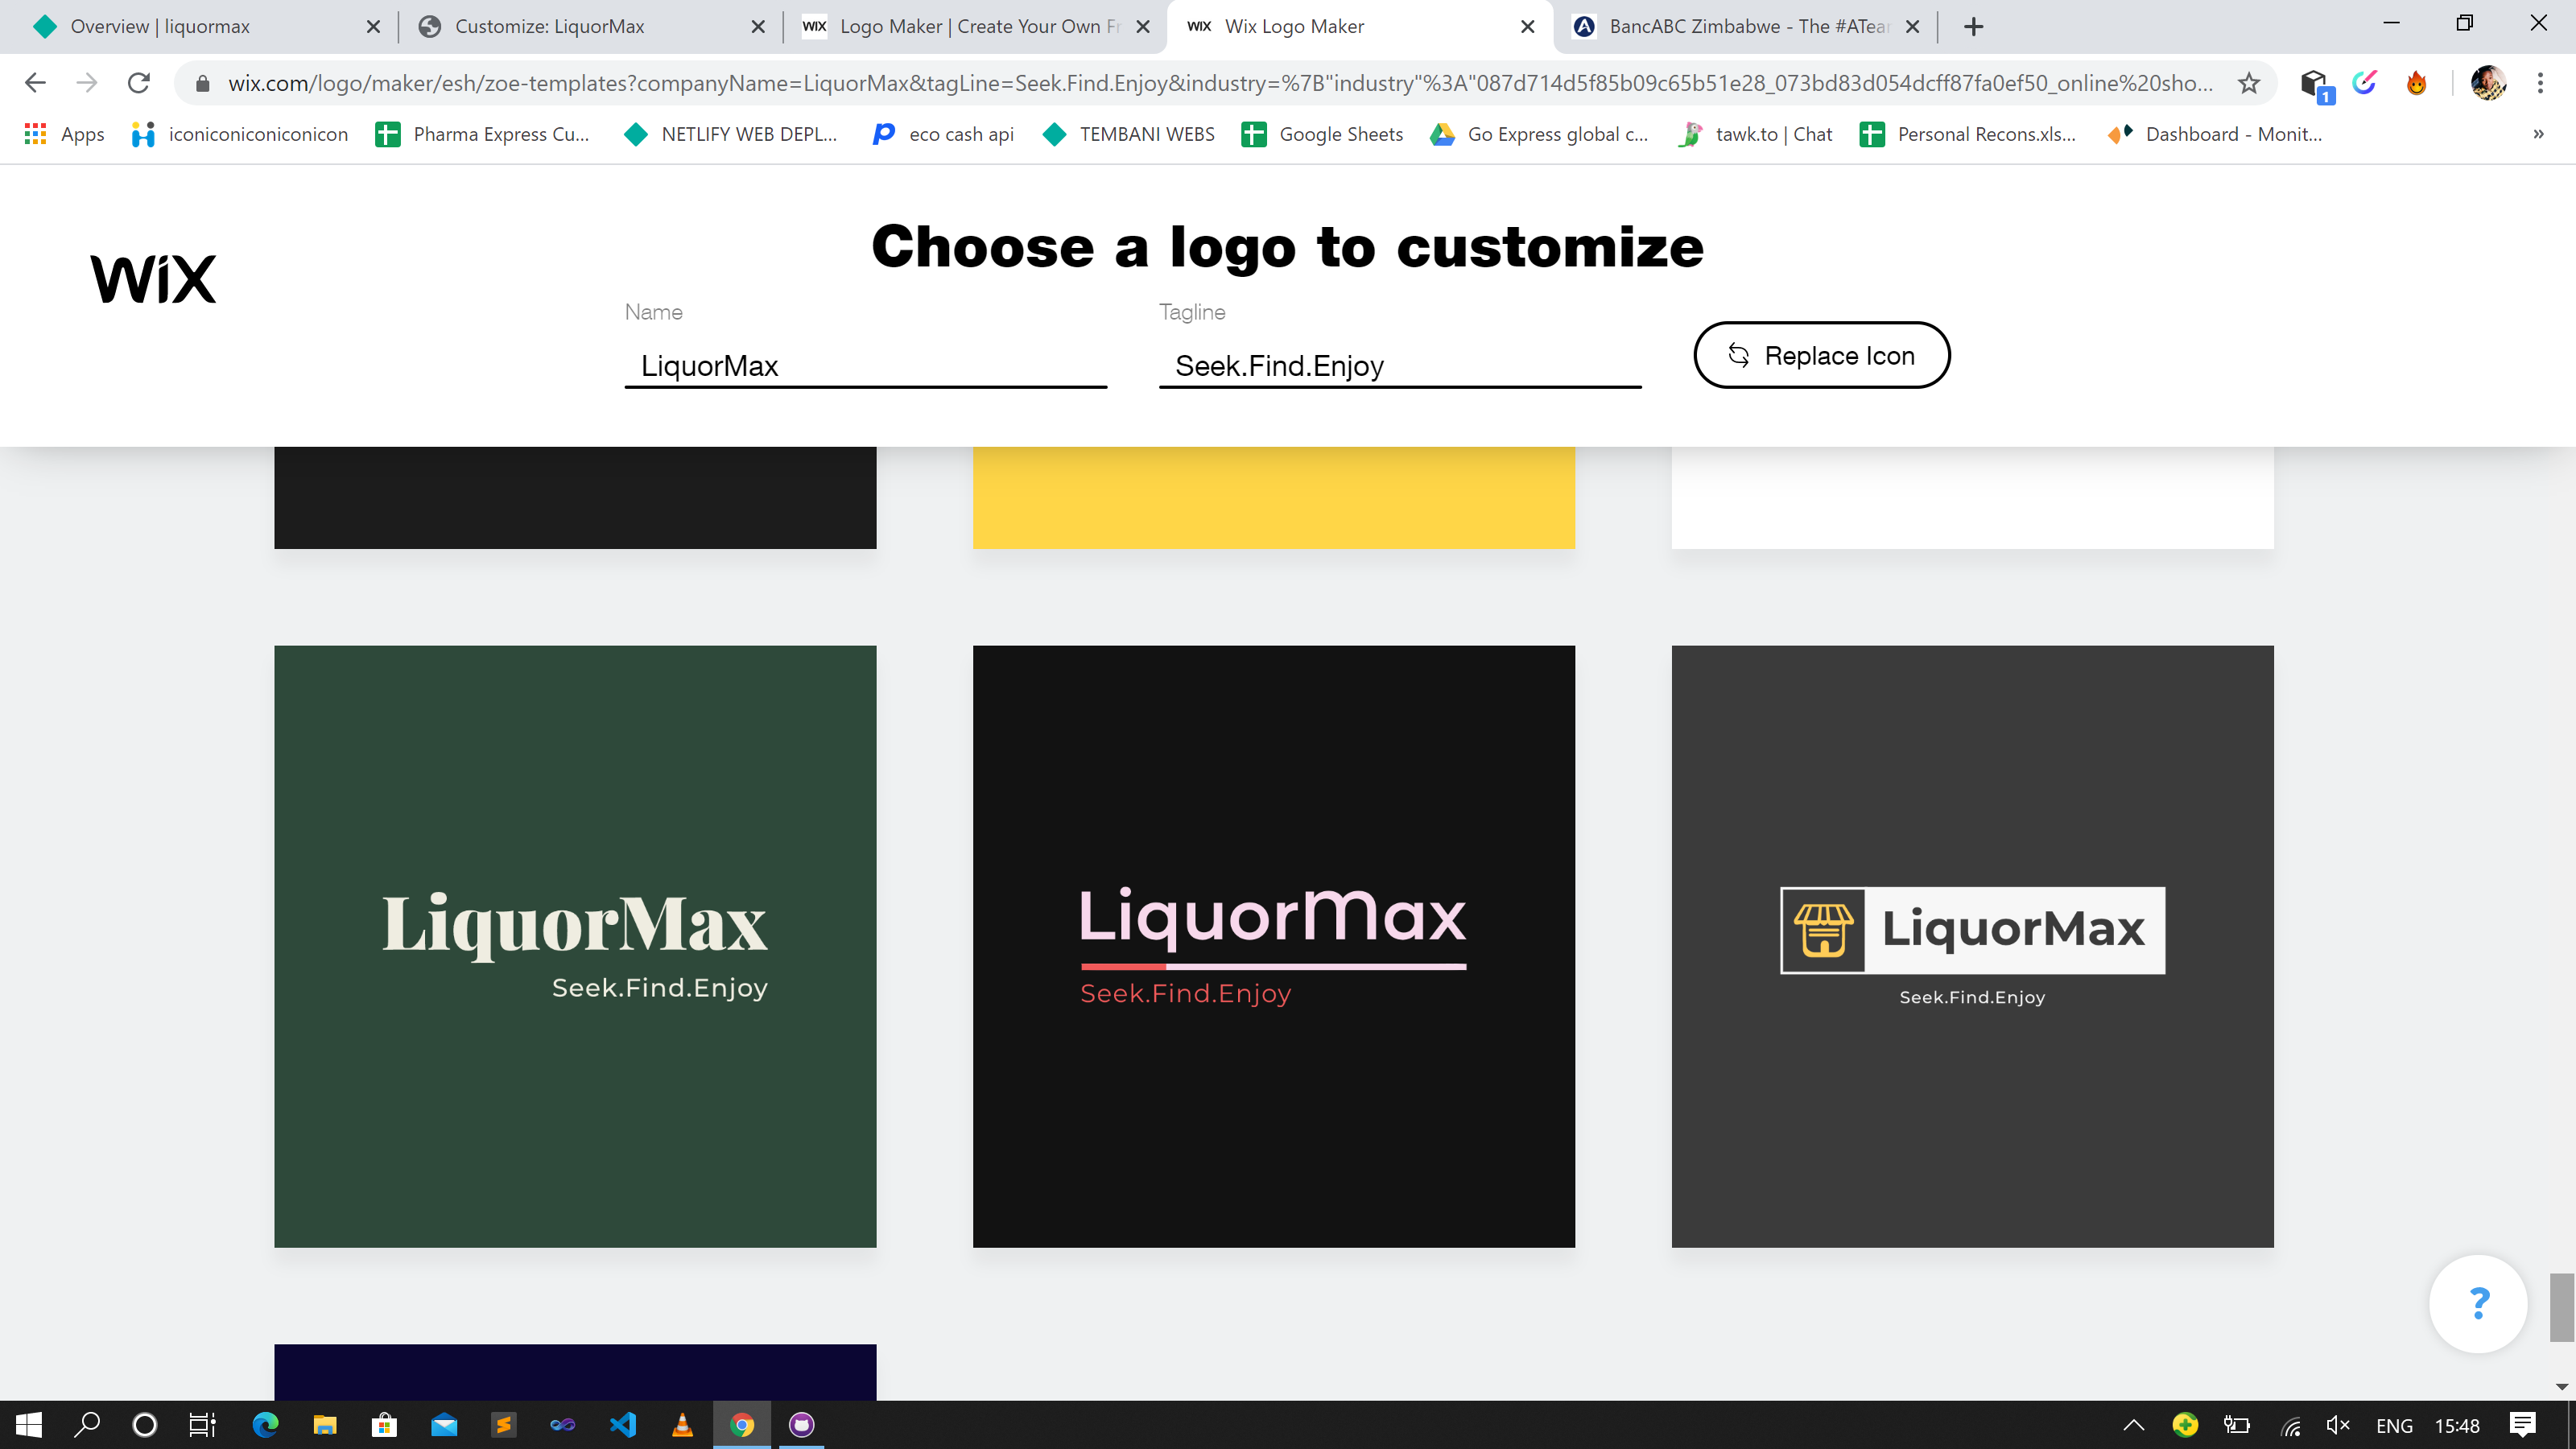 Overview | liquormax
Customize: LiquorMax
WIX Logo Maker | Create Your Own Fr
WIX Wix Logo Maker
BancABC Zimbabwe - The #ATear
wix.com/logo/maker/esh/zoe-templates?companyName=LiquorMax&tagLine=Seek.Find.Enjoy&industry=%7B"industry"%3A"087d714d5f85b09c65b51e28_073bd83d054dcff87fa0ef50_online%20sho...
1
Apps
iconiconiconiconicon
Pharma Express Cu...
NETLIFY WEB DEPL...
eco cash api
TEMBANI WEBS
Google Sheets
Go Express global c...
tawk.to | Chat
Personal Recons.xls...
Dashboard - Monit...
»
WiX
Choose a logo to customize
Name
Tagline
LiquorMax
Seek.Find.Enjoy
Replace Icon
LiquorMax
Seek.Find.Enjoy
LiquorMax
Seek.Find.Enjoy
LiquorMax
Seek.Find.Enjoy
?
ENG
15:48